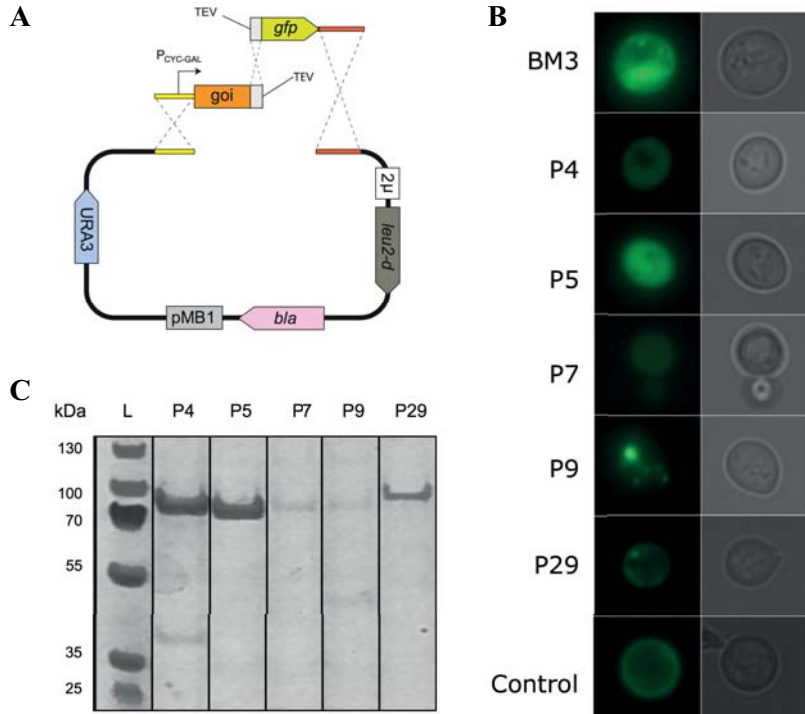 A
TEV
gfp
P_CYC-GAL
goi
TEV
2μ
URA3
leu2-d
pMB1
bla
B
BM3
P4
P5
P7
P9
P29
Control
C
kDa L P4 P5 P7 P9 P29
130
100
70
55
35
25